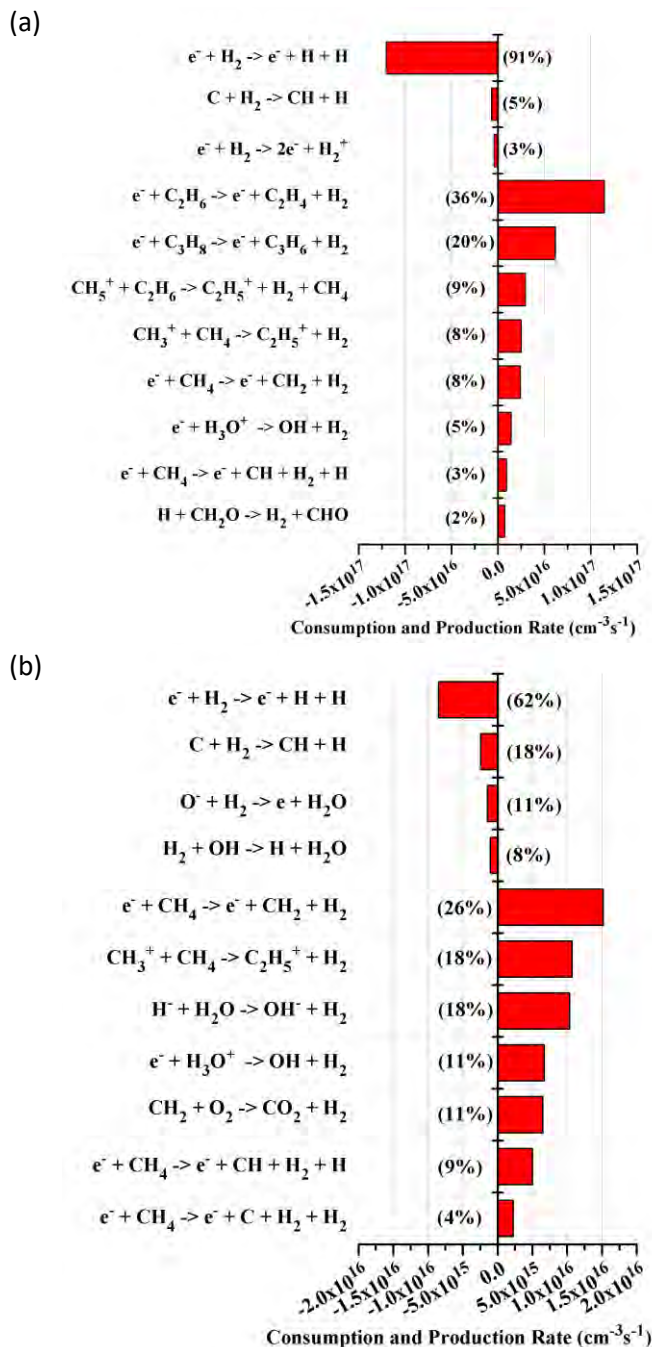 (a)
e⁻ + H₂ -> e⁻ + H + H (91%)
C + H₂ -> CH + H (5%)
e⁻ + H₂ -> 2e⁻ + H₂⁺ (3%)
e⁻ + C₂H₆ -> e⁻ + C₂H₄ + H₂ (36%)
e⁻ + C₃H₈ -> e⁻ + C₃H₆ + H₂ (20%)
CH₅⁺ + C₂H₆ -> C₂H₅⁺ + H₂ + CH₄ (9%)
CH₃⁺ + CH₄ -> C₂H₅⁺ + H₂ (8%)
e⁻ + CH₄ -> e⁻ + CH₂ + H₂ (8%)
e⁻ + H₃O⁺ -> OH + H₂ (5%)
e⁻ + CH₄ -> e⁻ + CH + H₂ + H (3%)
H + CH₂O -> H₂ + CHO (2%)
-1.5x10¹⁷ -1.0x10¹⁷ -5.0x10¹⁶ 0.0 5.0x10¹⁶ 1.0x10¹⁷ 1.5x10¹⁷
Consumption and Production Rate (cm⁻³s⁻¹)
(b)
e⁻ + H₂ -> e⁻ + H + H (62%)
C + H₂ -> CH + H (18%)
O⁻ + H₂ -> e + H₂O (11%)
H₂ + OH -> H + H₂O (8%)
e⁻ + CH₄ -> e⁻ + CH₂ + H₂ (26%)
CH₃⁺ + CH₄ -> C₂H₅⁺ + H₂ (18%)
H⁻ + H₂O -> OH⁻ + H₂ (18%)
e⁻ + H₃O⁺ -> OH + H₂ (11%)
CH₂ + O₂ -> CO₂ + H₂ (11%)
e⁻ + CH₄ -> e⁻ + CH + H₂ + H (9%)
e⁻ + CH₄ -> e⁻ + C + H₂ + H₂ (4%)
-2.0x10¹⁶ -1.5x10¹⁶ -1.0x10¹⁶ -5.0x10¹⁵ 0.0 5.0x10¹⁵ 1.0x10¹⁶ 1.5x10¹⁶ 2.0x10¹⁶
Consumption and Production Rate (cm⁻³s⁻¹)